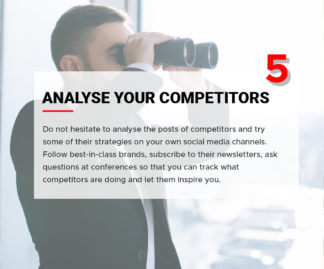 5
ANALYSE YOUR COMPETITORS
Do not hesitate to analyse the posts of competitors and try
some of their strategies on your own social media channels.
Follow best-in-class brands, subscribe to their newsletters, ask
questions at conferences so that you can track what
competitors are doing and let them inspire you.